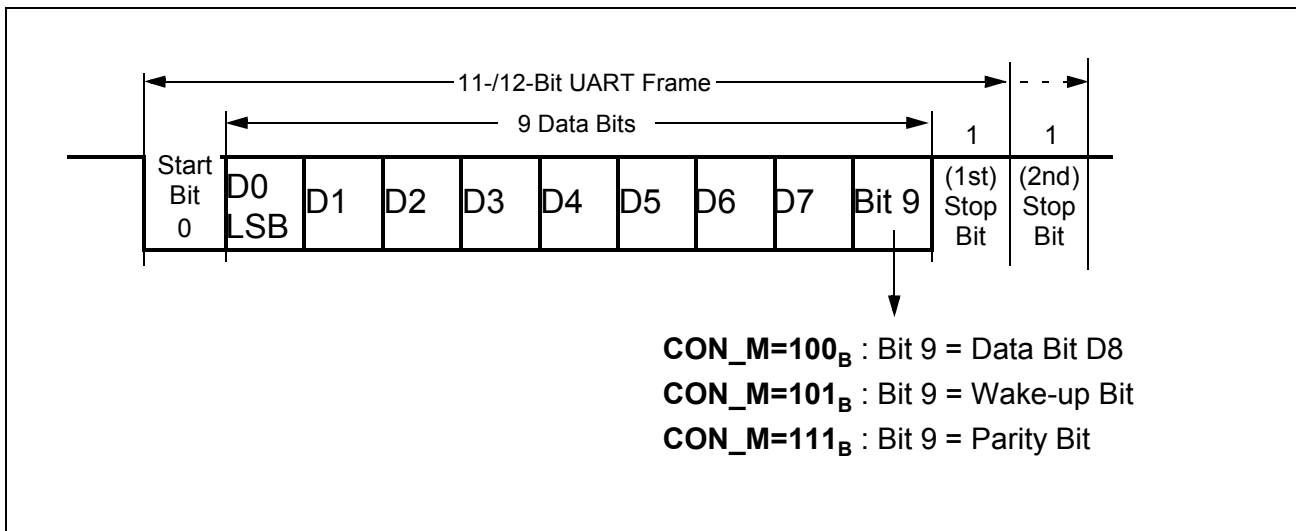 11-/12-Bit UART Frame
9 Data Bits
1
1
Start
Bit
0
D0
LSB
D1
D2
D3
D4
D5
D6
D7
Bit 9
(1st)
Stop
Bit
(2nd)
Stop
Bit
CON_M=100B : Bit 9 = Data Bit D8
CON_M=101B : Bit 9 = Wake-up Bit
CON_M=111B : Bit 9 = Parity Bit